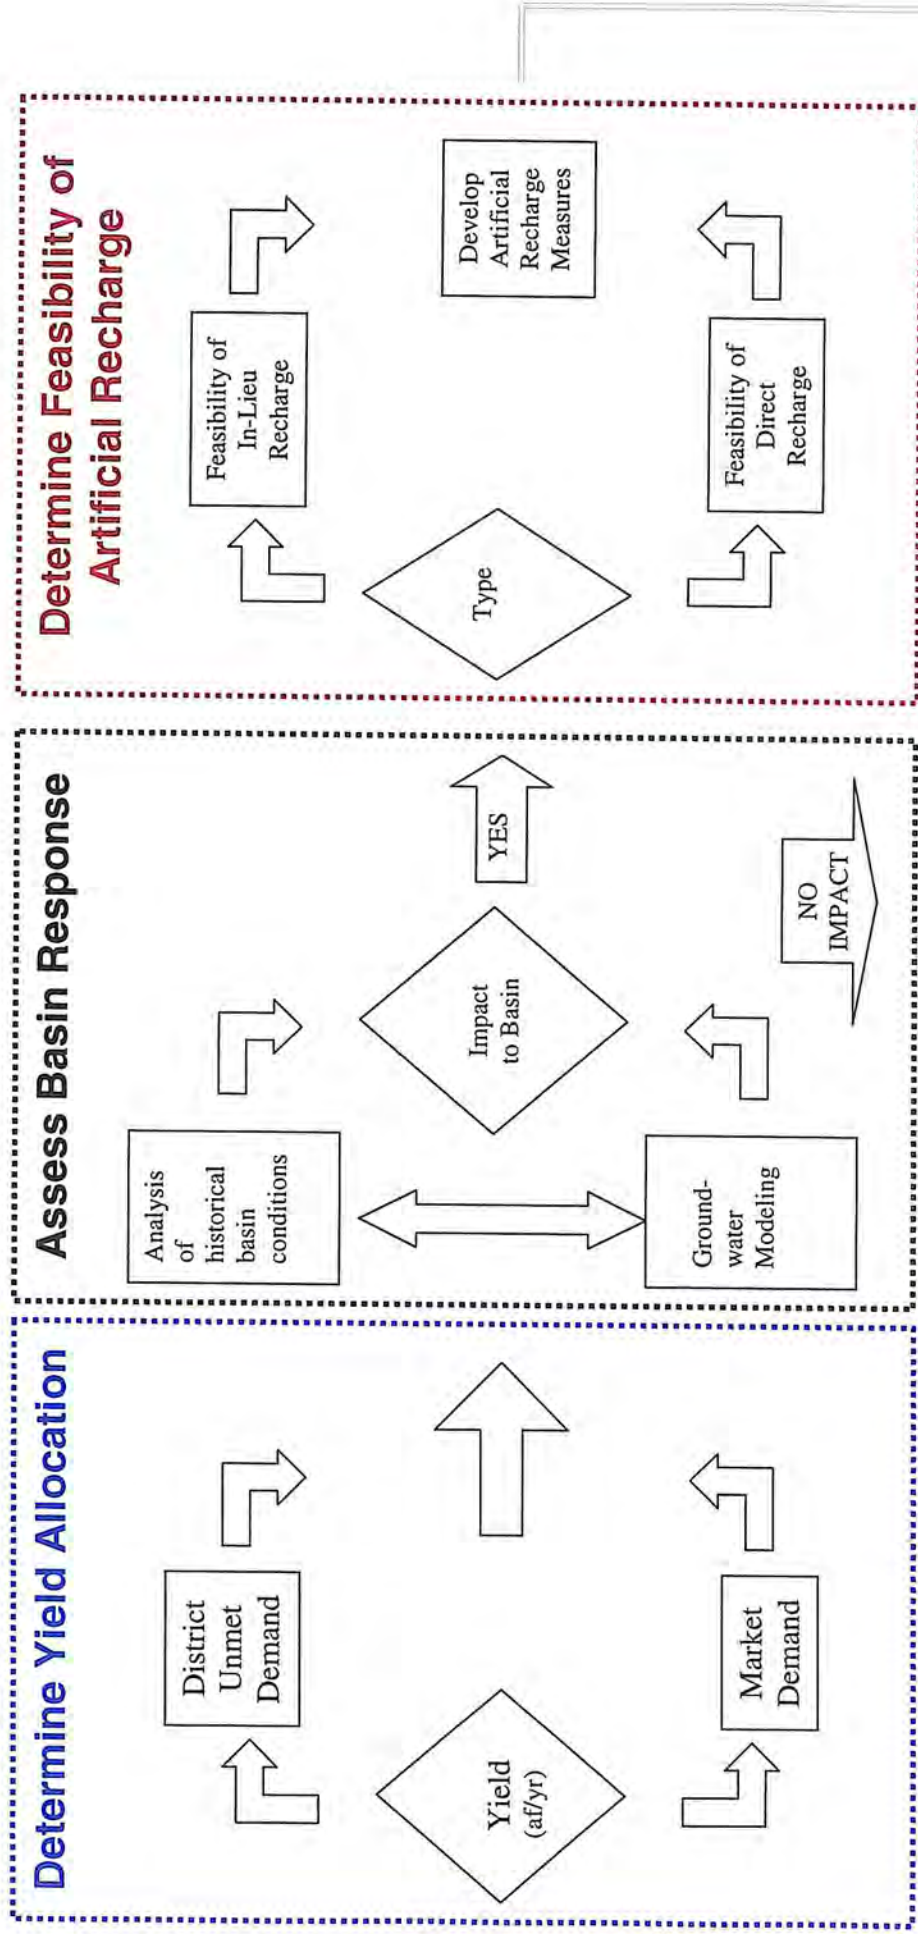 Determine Yield Allocation
District
Unmet
Demand
Yield
(af/yr)
Market
Demand
Assess Basin Response
Analysis
of
historical
basin
conditions
Impact
to Basin
YES
Ground-
water
Modeling
NO
IMPACT
Determine Feasibility of
Artificial Recharge
Feasibility of
In-Lieu
Recharge
Type
Develop
Artificial
Recharge
Measures
Feasibility of
Direct
Recharge